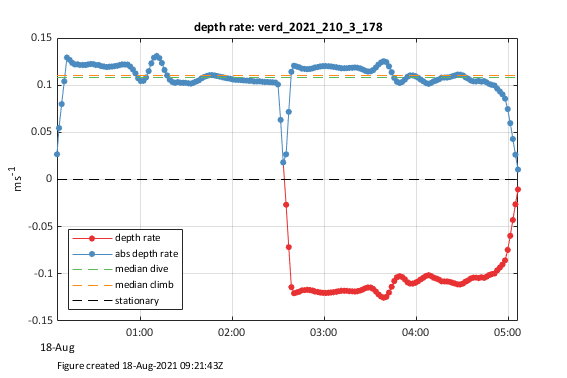 depth rate: verd_2021_210_3_178
0.15
0.1
0.05
0
-0.05
-0.1
-0.15
ms⁻¹
depth rate
abs depth rate
median dive
median climb
stationary
01:00
02:00
03:00
04:00
05:00
18-Aug
Figure created 18-Aug-2021 09:21:43Z